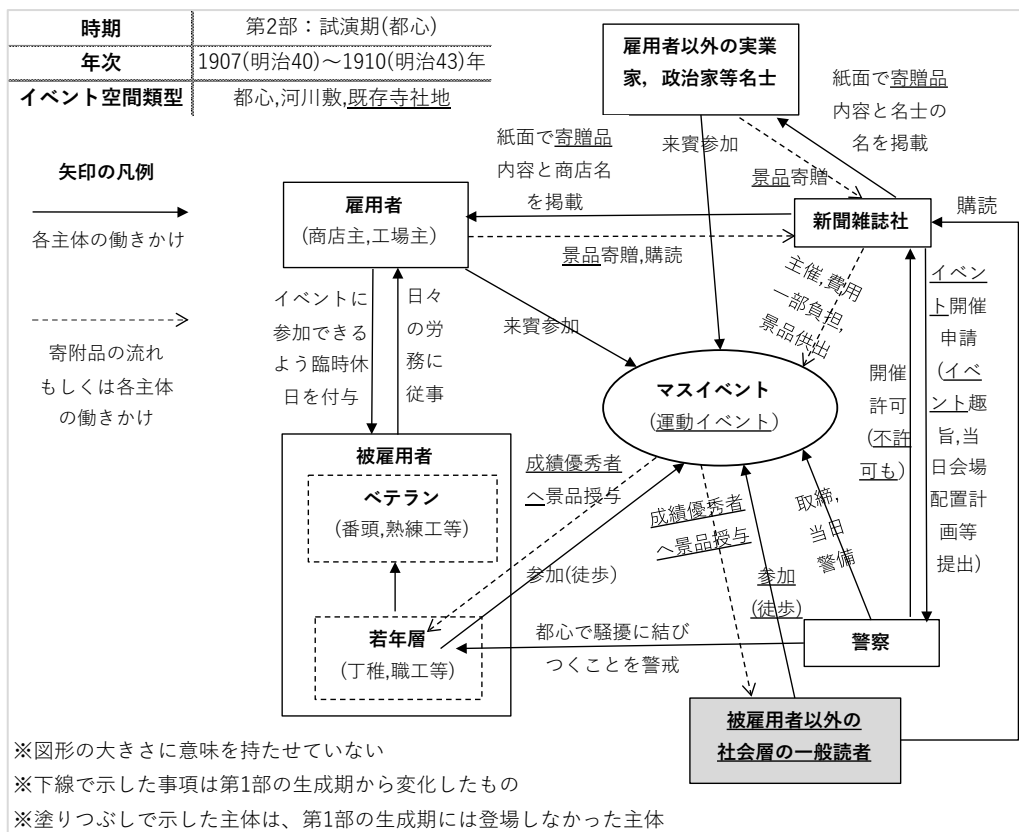 時期
第2部：試演期(都心)
年次
1907(明治40)～1910(明治43)年
イベント空間類型
都心,河川敷,既存寺社地
矢印の凡例
各主体の働きかけ
寄附品の流れ
もしくは各主体
の働きかけ
雇用者以外の実業
家，政治家等名士
紙面で寄贈品
内容と名士の
名を掲載
来賓参加
景品寄贈
紙面で寄贈品
内容と商店名
を掲載
雇用者
(商店主,工場主)
景品寄贈,購読
新聞雑誌社
購読
イベントに
参加できる
よう臨時休
日を付与
日々
の労
務に
従事
来賓参加
主催,費用
一部負担,
景品供出
マスイベント
(運動イベント)
開催
許可
(不許
可も)
イベン
ト開催
申請
(イベ
ント趣
旨,当
日会場
配置計
画等
提出)
被雇用者
ベテラン
(番頭,熟練工等)
若年層
(丁稚,職工等)
成績優秀者
へ景品授与
参加(徒歩)
成績優秀者
へ景品授与
参加
(徒歩)
取締,
当日
警備
都心で騒擾に結び
つくことを警戒
警察
被雇用者以外の
社会層の一般読者
※図形の大きさに意味を持たせていない
※下線で示した事項は第1部の生成期から変化したもの
※塗りつぶしで示した主体は、第1部の生成期には登場しなかった主体